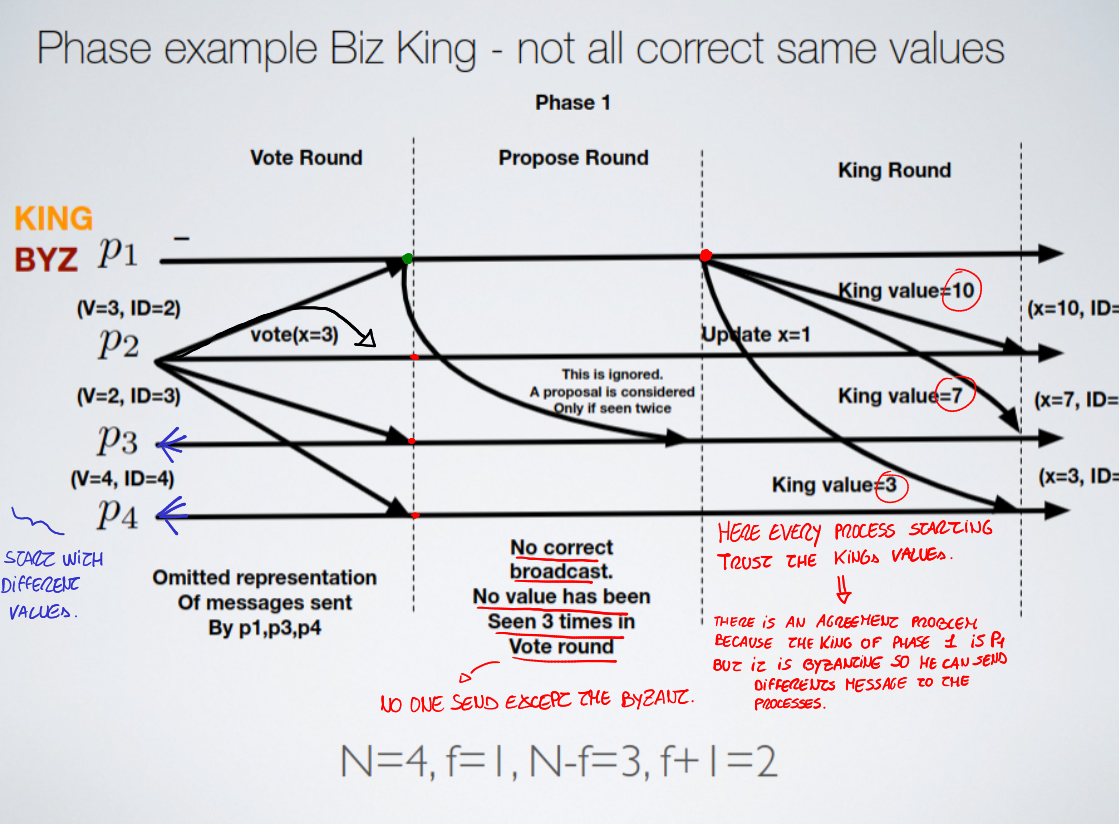 Phase example Biz King - not all correct same values
Phase 1
Vote Round
Propose Round
King Round
KING
BYZ p1
–
(V=3, ID=2)
p2
vote(x=3)
(V=2, ID=3)
p3
(V=4, ID=4)
p4
START WITH
DIFFERENT
VALUES.
Omitted representation
Of messages sent
By p1,p3,p4
This is ignored.
A proposal is considered
Only if seen twice
No correct
broadcast.
No value has been
Seen 3 times in
Vote round
NO ONE SEND EXCEPT THE BYZANT.
King value=10
(x=10, ID=
Update x=1
King value=7
(x=7, ID=
King value=3
(x=3, ID=
HERE EVERY PROCESS STARTING
TRUST THE KINGS VALUES.
THERE IS AN AGREEMENT PROBLEM
BECAUSE THE KING OF PHASE 1 IS P1
BUT IT IS BYZANTINE SO HE CAN SEND
DIFFERENTS MESSAGE TO THE
PROCESSES.
N=4, f=1, N-f=3, f+1=2